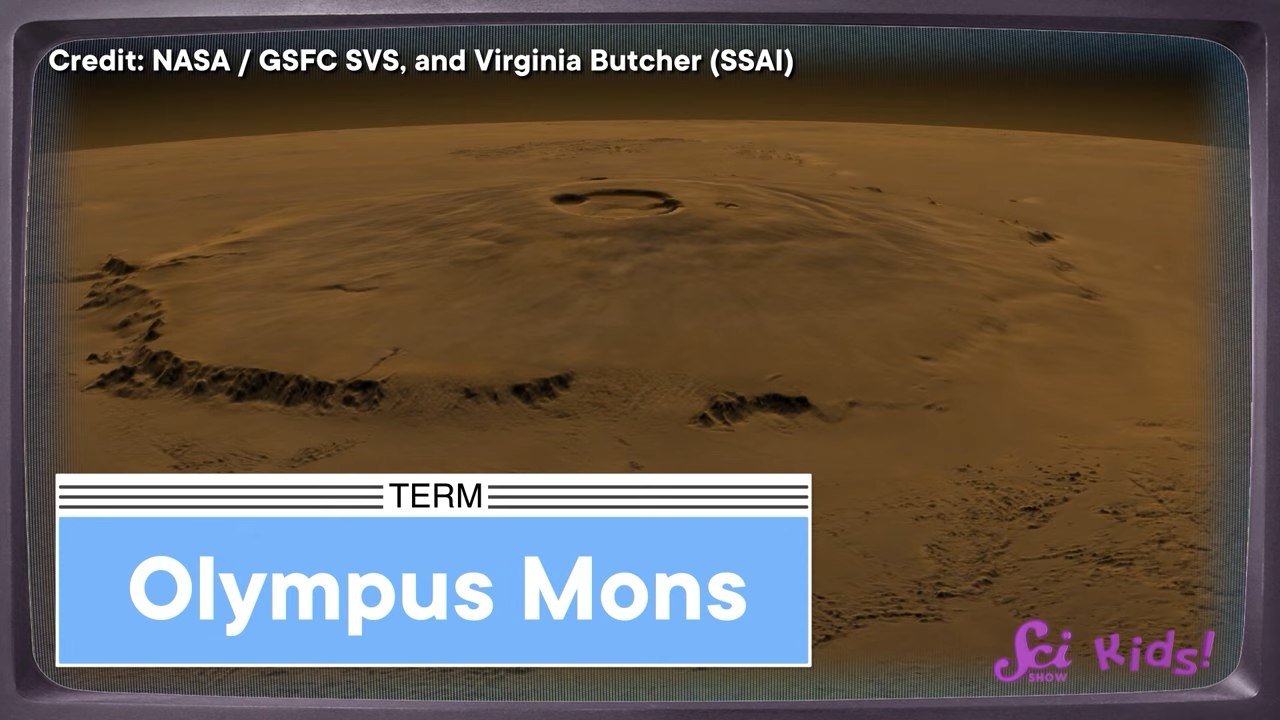 Credit: NASA / GSFC SVS, and Virginia Butcher (SSAI)
TERM
Olympus Mons
Sci Kids!
SHOW